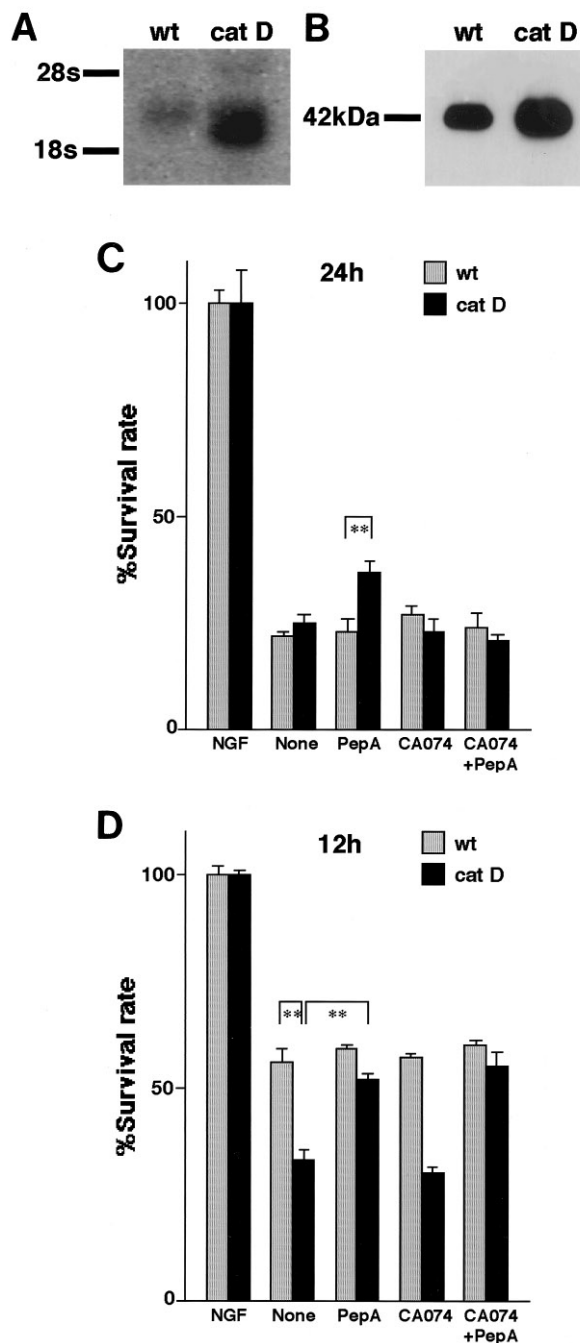 A
wt cat D
28s
18s
B
wt cat D
42kDa
C
24h
wt
cat D
%Survival rate
100
50
0
**
NGF None PepA CA074 CA074
+PepA
D
12h
wt
cat D
%Survival rate
100
50
0
** **
NGF None PepA CA074 CA074
+PepA